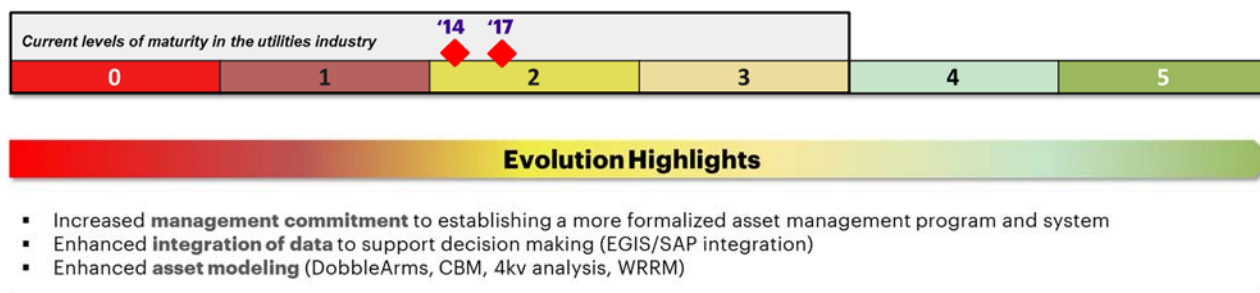 ‘14 ‘17
Current levels of maturity in the utilities industry
0 1 2 3 4 5
Evolution Highlights
▪ Increased management commitment to establishing a more formalized asset management program and system
▪ Enhanced integration of data to support decision making (EGIS/SAP integration)
▪ Enhanced asset modeling (DobbleArms, CBM, 4kv analysis, WRRM)